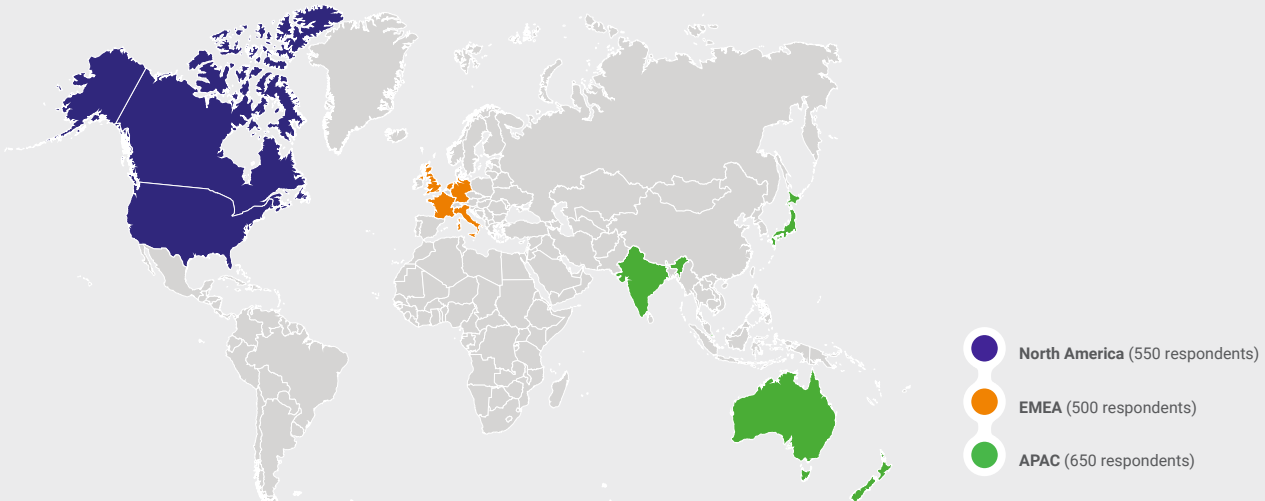 North America (550 respondents)
EMEA (500 respondents)
APAC (650 respondents)